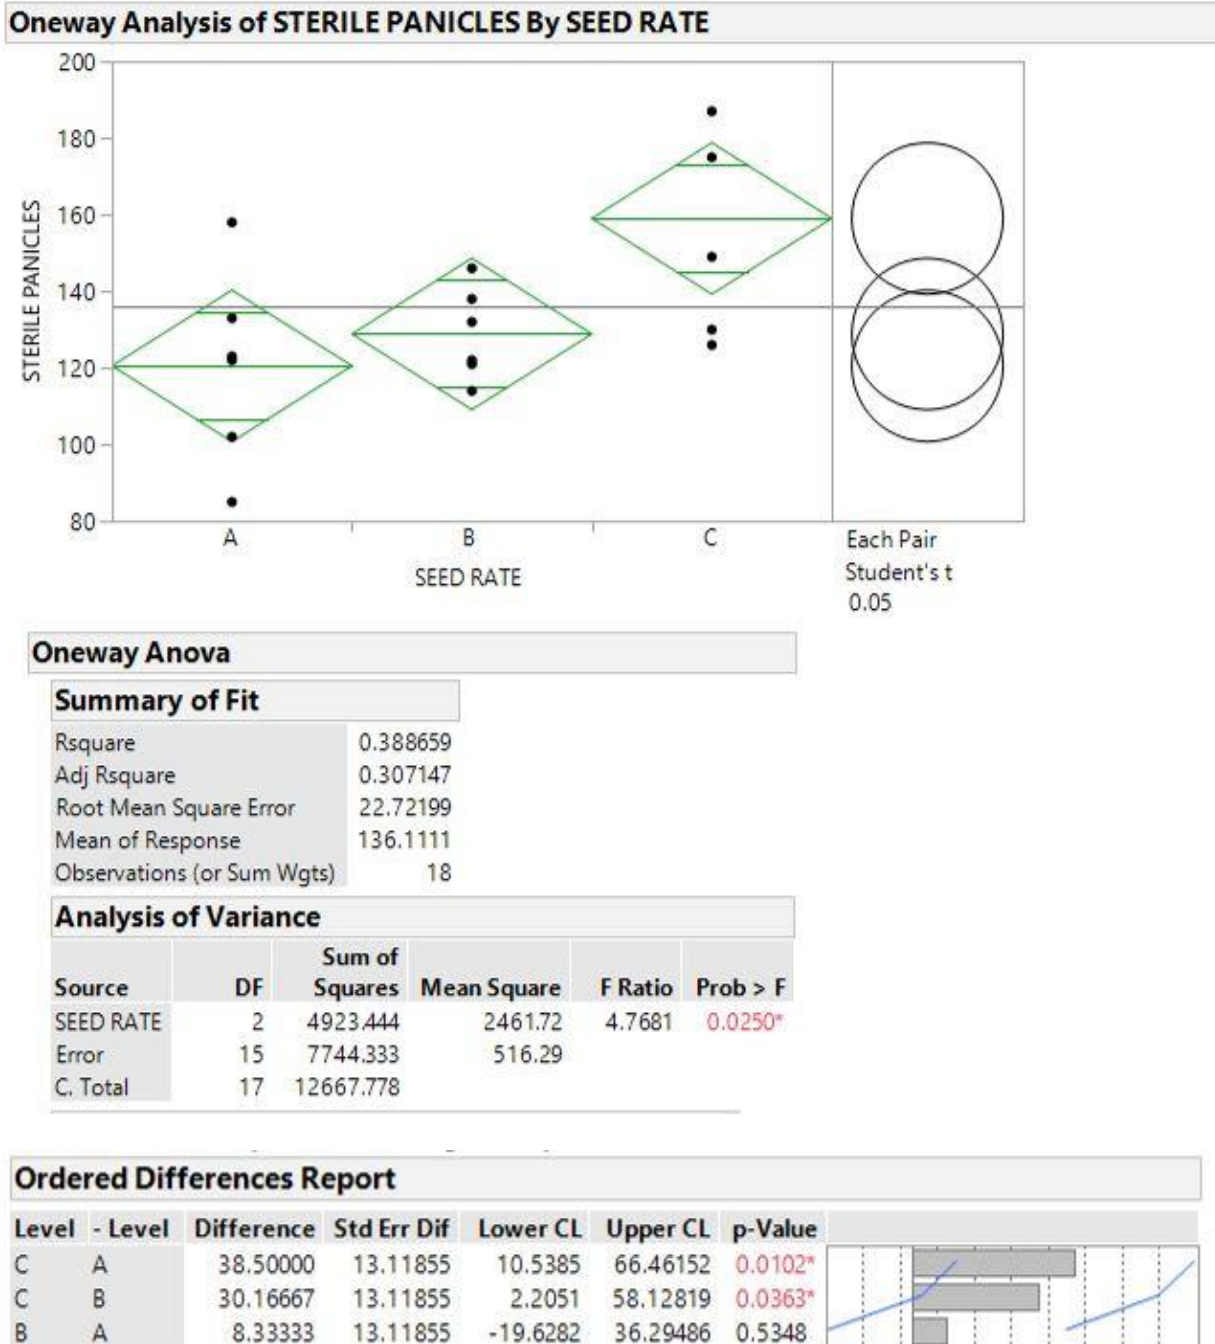 Oneway Analysis of STERILE PANICLES By SEED RATE
200
180
160
140
120
100
80
STERILE PANICLES
A B C
SEED RATE
Each Pair
Student's t
0.05
Oneway Anova
Summary of Fit
Rsquare 0.388659
Adj Rsquare 0.307147
Root Mean Square Error 22.72199
Mean of Response 136.1111
Observations (or Sum Wgts) 18
Analysis of Variance
Source DF Sum of Squares Mean Square F Ratio Prob > F
SEED RATE 2 4923.444 2461.72 4.7681 0.0250*
Error 15 7744.333 516.29
C. Total 17 12667.778
Ordered Differences Report
Level - Level Difference Std Err Dif Lower CL Upper CL p-Value
C A 38.50000 13.11855 10.5385 66.46152 0.0102*
C B 30.16667 13.11855 2.2051 58.12819 0.0363*
B A 8.33333 13.11855 -19.6282 36.29486 0.5348